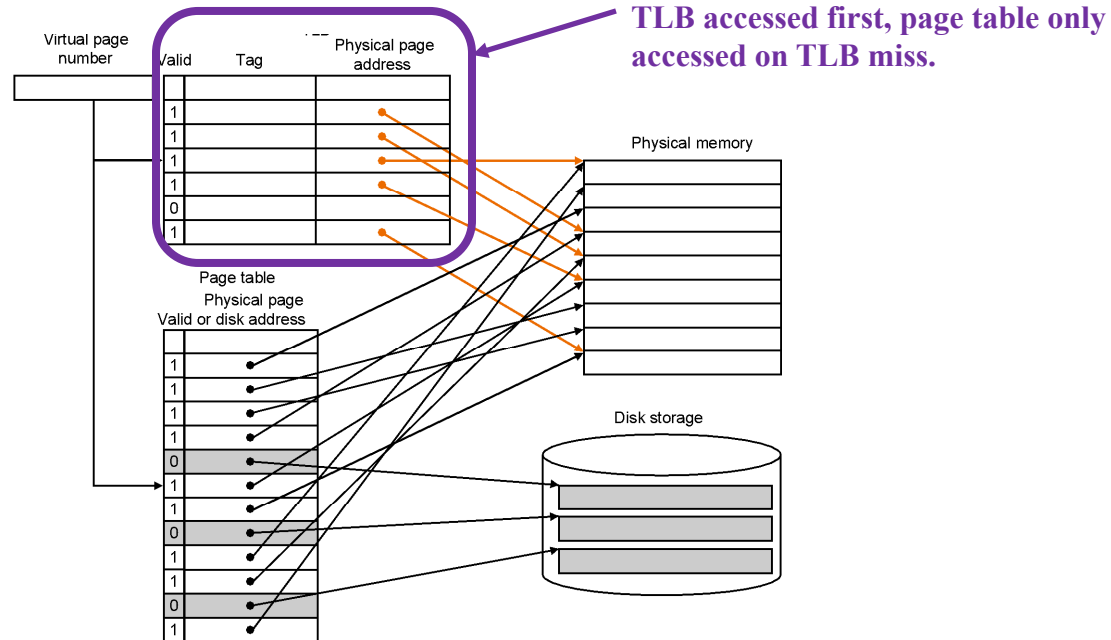 TLB accessed first, page table only
accessed on TLB miss.
Virtual page
number
Valid
Tag
Physical page
address
1
1
1
1
0
1
Physical memory
Page table
Physical page
Valid or disk address
1
1
1
1
0
1
1
0
1
1
0
1
Disk storage